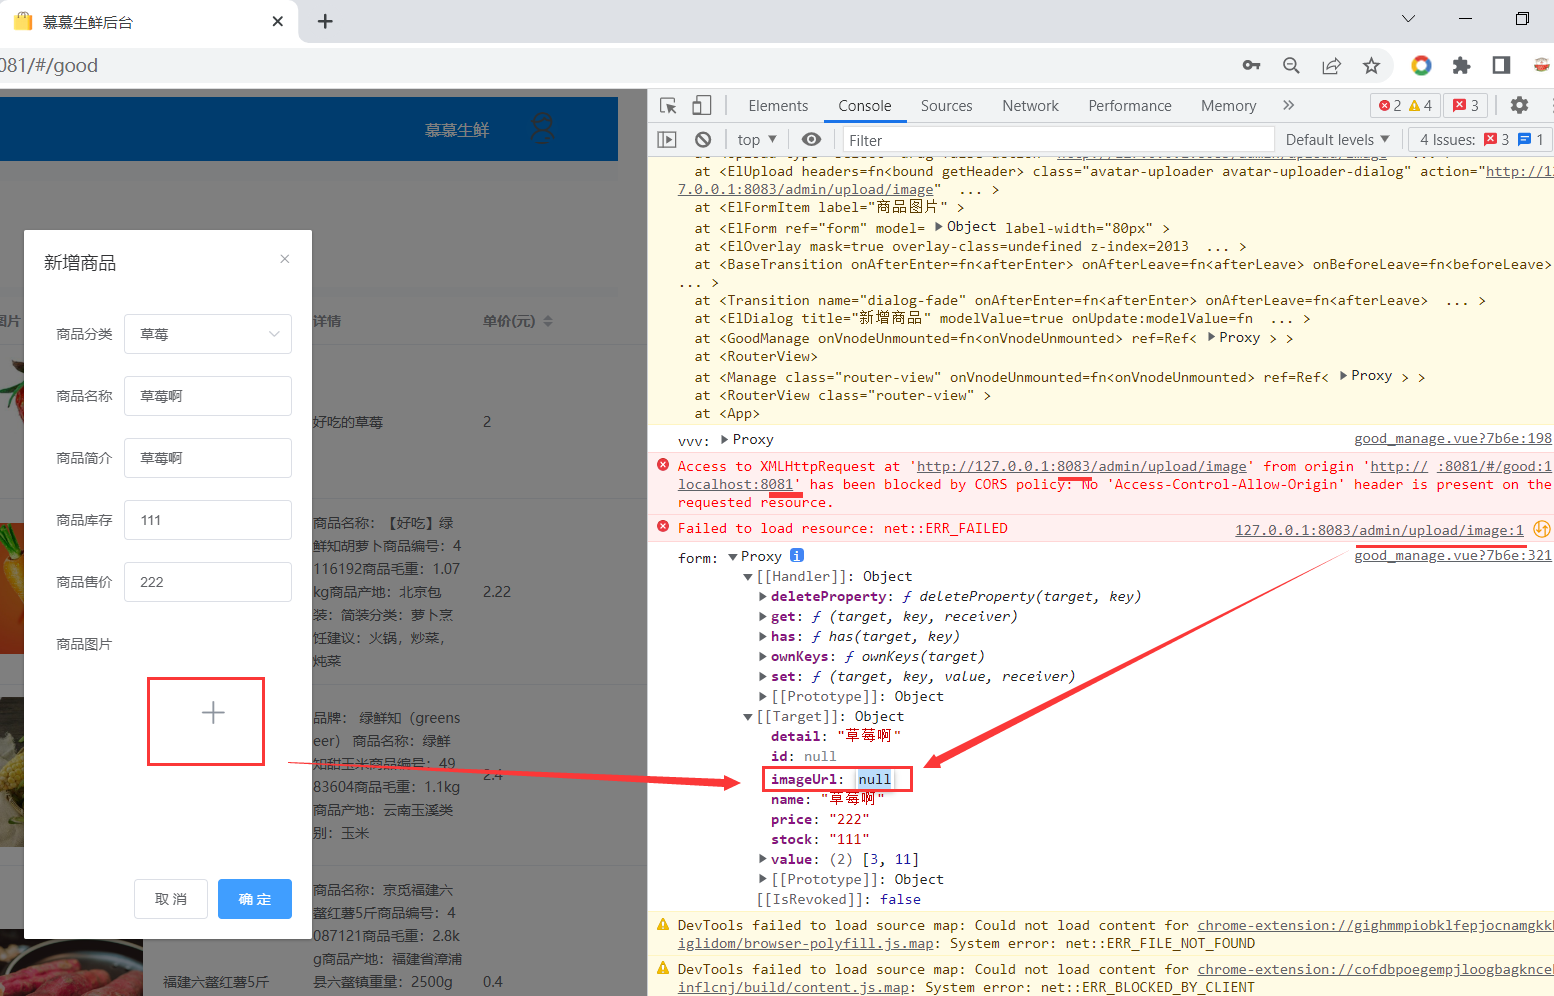 慕慕生鲜后台
081/#/good
慕慕生鲜
新增商品
商品分类 草莓
商品名称 草莓啊
商品简介 草莓啊
商品库存 111
商品售价 222
商品图片
取 消 确 定
图片 详情 单价(元)
好吃的草莓 2
商品名称：【好吃】绿
鲜知胡萝卜商品编号：4
116192商品毛重：1.07
kg商品产地：北京包
装：简装分类：萝卜烹
饪建议：火锅，炒菜，
炖菜
2.22
品牌： 绿鲜知（greens
eer） 商品名称：绿鲜
知甜玉米商品编号：49
83604商品毛重：1.1kg
商品产地：云南玉溪类
别：玉米
2.4
商品名称：京觅福建六
鳌红薯5斤商品编号：4
087121商品毛重：2.8k
g商品产地：福建省漳浦
县六鳌镇重量：2500g
福建六鳌红薯5斤
0.4
Elements Console Sources Network Performance Memory » 2 4 3
top Filter Default levels 4 Issues: 3 1
at <ElUpload headers=fn<bound getHeader> class="avatar-uploader avatar-uploader-dialog" action="http://12
7.0.0.1:8083/admin/upload/image" ... >
at <ElFormItem label="商品图片" >
at <ElForm ref="form" model= Object label-width="80px" >
at <ElOverlay mask=true overlay-class=undefined z-index=2013 ... >
at <BaseTransition onAfterEnter=fn<afterEnter> onAfterLeave=fn<afterLeave> onBeforeLeave=fn<beforeLeave>
... >
at <Transition name="dialog-fade" onAfterEnter=fn<afterEnter> onAfterLeave=fn<afterLeave> ... >
at <ElDialog title="新增商品" modelValue=true onUpdate:modelValue=fn ... >
at <GoodManage onVnodeUnmounted=fn<onVnodeUnmounted> ref=Ref< Proxy > >
at <RouterView>
at <Manage class="router-view" onVnodeUnmounted=fn<onVnodeUnmounted> ref=Ref< Proxy > >
at <RouterView class="router-view" >
at <App>
vvv: Proxy good_manage.vue?7b6e:198
Access to XMLHttpRequest at 'http://127.0.0.1:8083/admin/upload/image' from origin 'http:// :8081/#/good:1
localhost:8081' has been blocked by CORS policy: No 'Access-Control-Allow-Origin' header is present on the
requested resource.
Failed to load resource: net::ERR_FAILED 127.0.0.1:8083/admin/upload/image:1
form: Proxy good_manage.vue?7b6e:321
[[Handler]]: Object
deleteProperty: ƒ deleteProperty(target, key)
get: ƒ (target, key, receiver)
has: ƒ has(target, key)
ownKeys: ƒ ownKeys(target)
set: ƒ (target, key, value, receiver)
[[Prototype]]: Object
[[Target]]: Object
detail: "草莓啊"
id: null
imageUrl: null
name: "草莓啊"
price: "222"
stock: "111"
value: (2) [3, 11]
[[Prototype]]: Object
[[IsRevoked]]: false
DevTools failed to load source map: Could not load content for chrome-extension://gighmmpiobklfepjocnamgkk
iglidom/browser-polyfill.js.map: System error: net::ERR_FILE_NOT_FOUND
DevTools failed to load source map: Could not load content for chrome-extension://cofdbpoegempjloogbagknce
inflcnj/build/content.js.map: System error: net::ERR_BLOCKED_BY_CLIENT